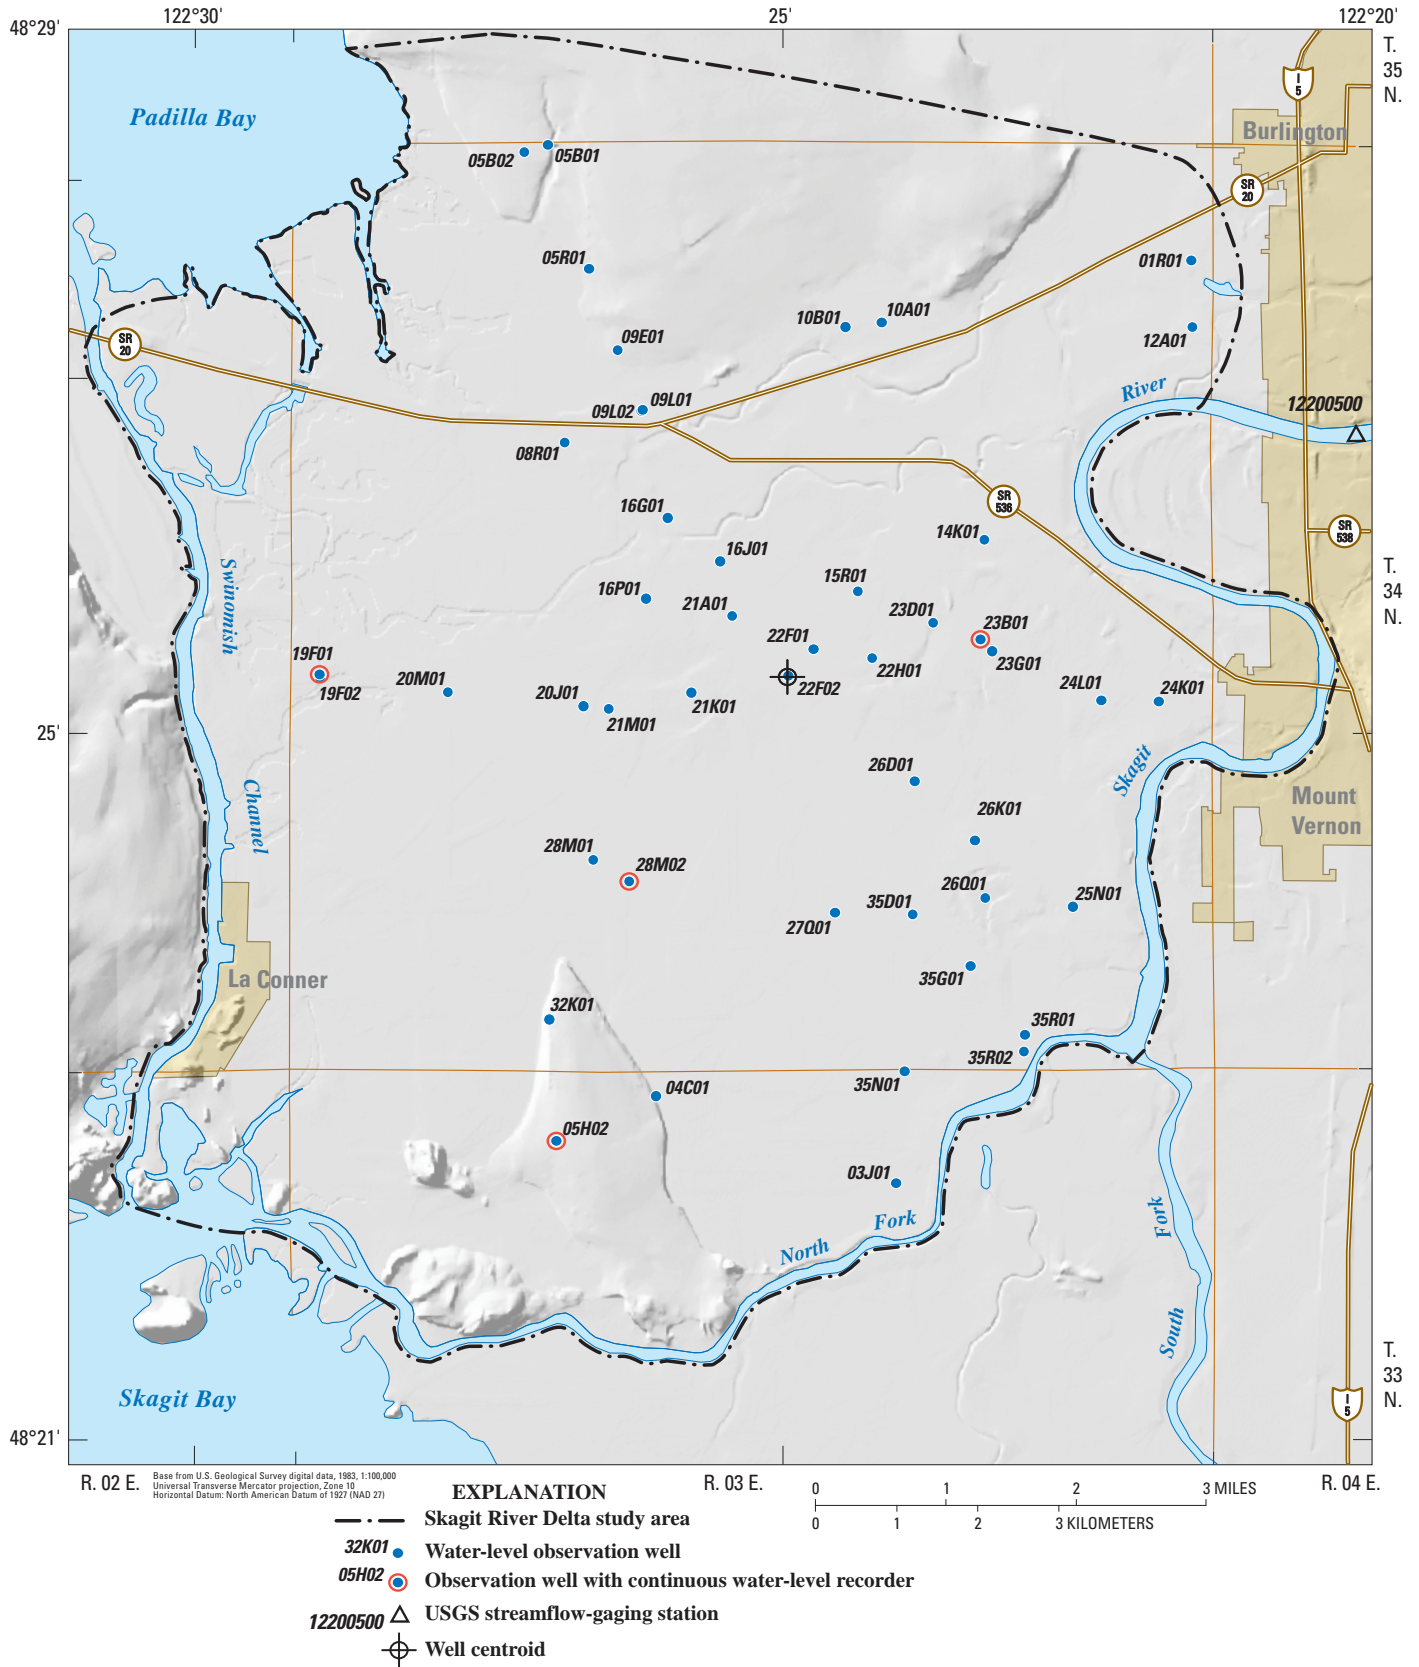 122°30'
25'
122°20'
48°29'
T.
35
N.
I
5
Padilla Bay
Burlington
05B02
05B01
SR
20
05R01
01R01
10B01
10A01
12A01
SR
20
09E01
River
09L01
09L02
12200500
08R01
16G01
SR
536
14K01
SR
538
16J01
Swinomish
15R01
T.
34
N.
16P01
21A01
23D01
23B01
22F01
19F01
23G01
22H01
19F02
20M01
20J01
21K01
22F02
24L01
24K01
21M01
25'
Skagit
26D01
Channel
Mount
Vernon
26K01
28M01
28M02
26Q01
35D01
25N01
27Q01
La Conner
35G01
32K01
35R01
35R02
35N01
04C01
05H02
03J01
Fork
North
Fork
South
T.
33
N.
Skagit Bay
I
5
48°21'
R. 02 E.
R. 03 E.
R. 04 E.
Base from U.S. Geological Survey digital data, 1983, 1:100,000
Universal Transverse Mercator projection, Zone 10
Horizontal Datum: North American Datum of 1927 (NAD 27)
0 1 2 3 MILES
0 1 2 3 KILOMETERS
EXPLANATION
Skagit River Delta study area
32K01 Water-level observation well
05H02 Observation well with continuous water-level recorder
12200500 USGS streamflow-gaging station
Well centroid